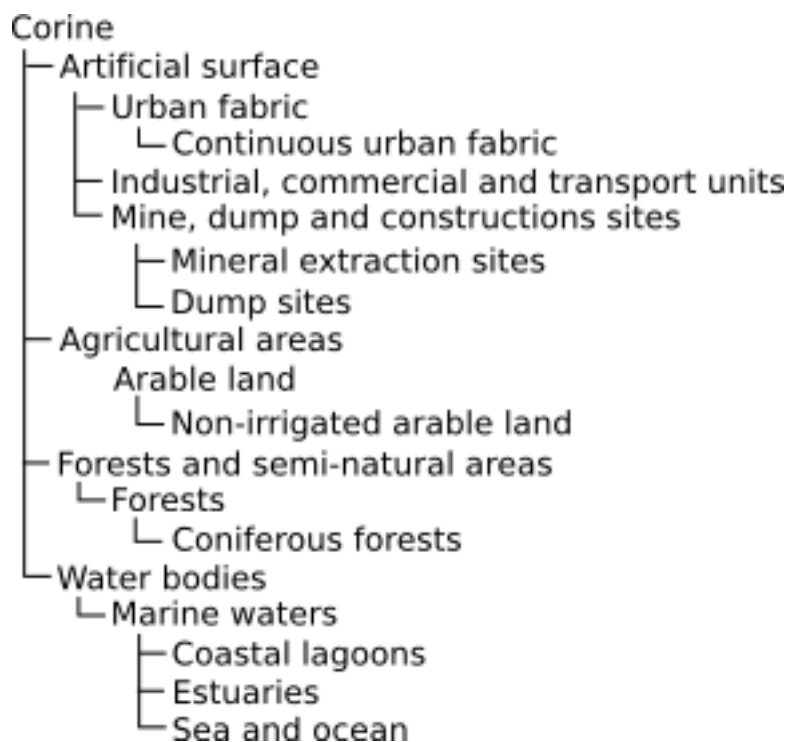 Corine
Artificial surface
Urban fabric
Continuous urban fabric
Industrial, commercial and transport units
Mine, dump and constructions sites
Mineral extraction sites
Dump sites
Agricultural areas
Arable land
Non-irrigated arable land
Forests and semi-natural areas
Forests
Coniferous forests
Water bodies
Marine waters
Coastal lagoons
Estuaries
Sea and ocean